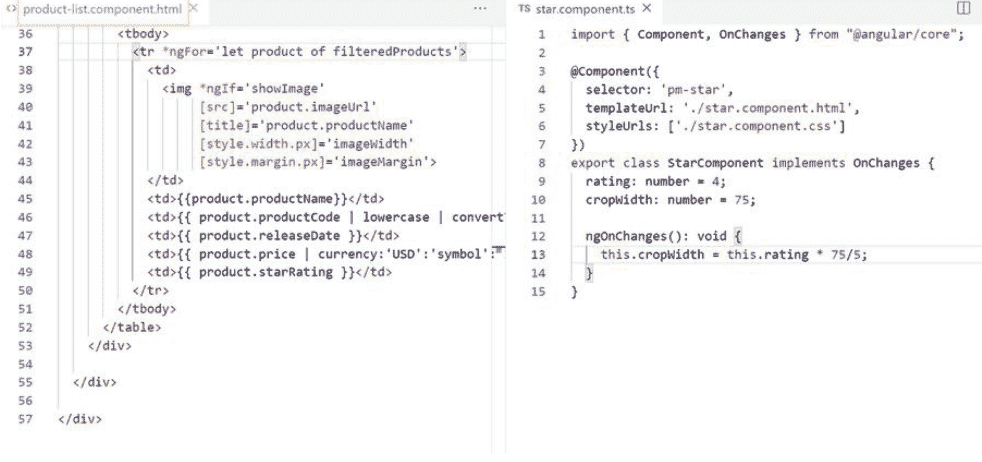 product-list.component.html
36 <tbody>
37 <tr *ngFor='let product of filteredProducts'>
38 <td>
39 <img *ngIf='showImage'
40 [src]='product.imageUrl'
41 [title]='product.productName'
42 [style.width.px]='imageWidth'
43 [style.margin.px]='imageMargin'>
44 </td>
45 <td>{{product.productName}}</td>
46 <td>{{ product.productCode | lowercase | convert
47 <td>{{ product.releaseDate }}</td>
48 <td>{{ product.price | currency:'USD':'symbol':
49 <td>{{ product.starRating }}</td>
50 </tr>
51 </tbody>
52 </table>
53 </div>
54
55 </div>
56
57 </div>
TS star.component.ts
1 import { Component, OnChanges } from "@angular/core";
2
3 @Component({
4 selector: 'pm-star',
5 templateUrl: './star.component.html',
6 styleUrls: ['./star.component.css']
7 })
8 export class StarComponent implements OnChanges {
9 rating: number = 4;
10 cropWidth: number = 75;
11
12 ngOnChanges(): void {
13 this.cropWidth = this.rating * 75/5;
14 }
15 }